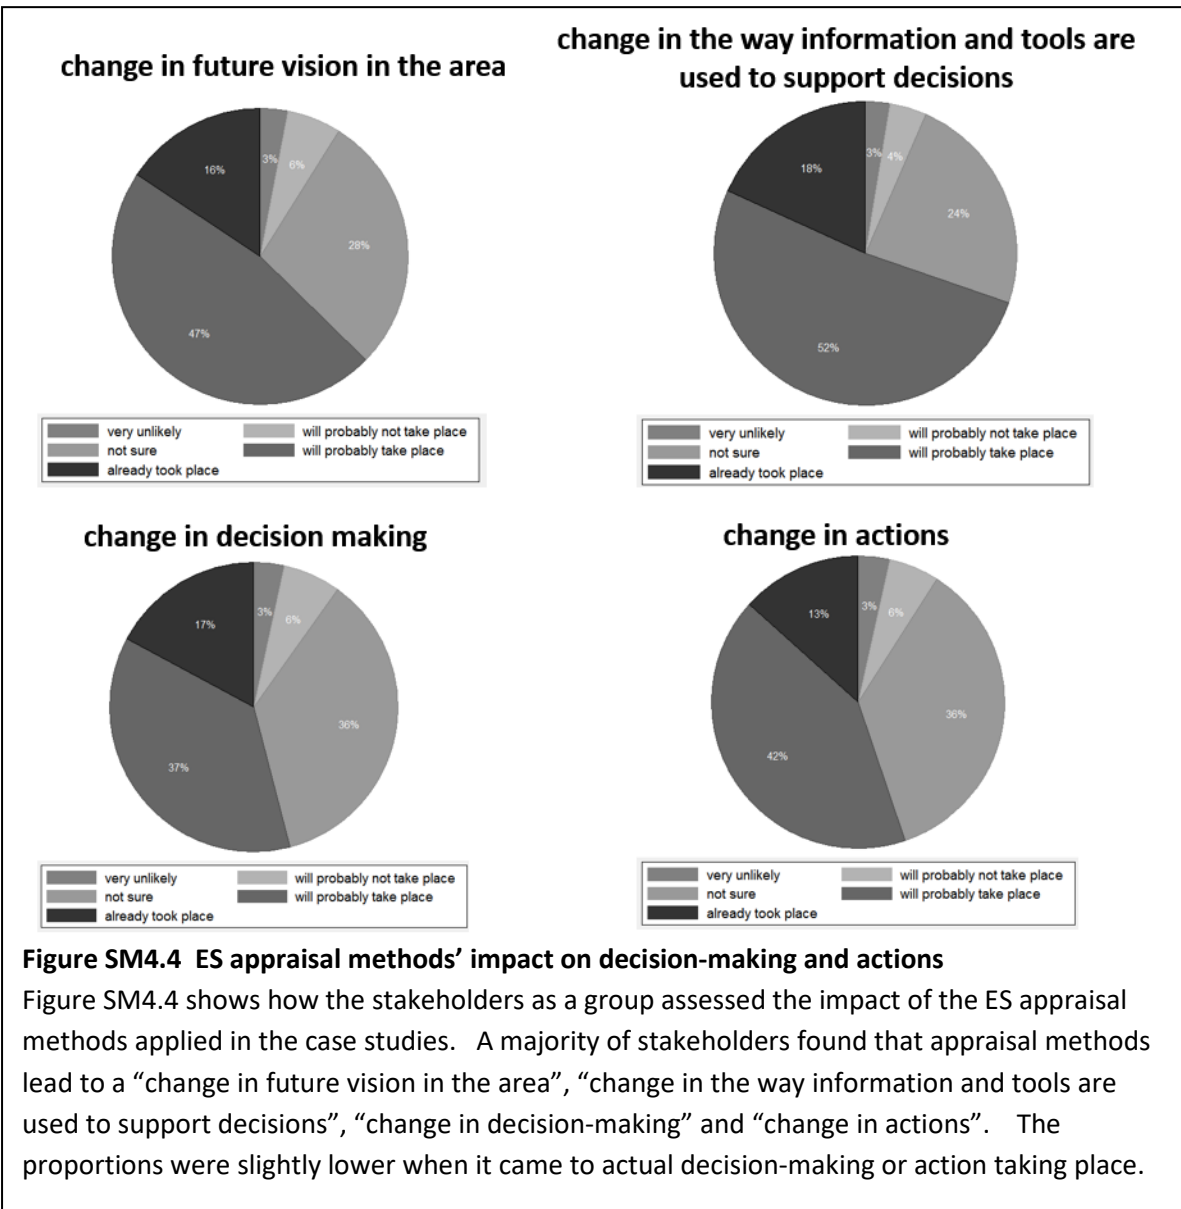 change in future vision in the area
3%
6%
28%
47%
16%
very unlikely
will probably not take place
not sure
will probably take place
already took place
change in the way information and tools are
used to support decisions
3%
4%
24%
52%
18%
very unlikely
will probably not take place
not sure
will probably take place
already took place
change in decision making
3%
6%
36%
37%
17%
very unlikely
will probably not take place
not sure
will probably take place
already took place
change in actions
3%
6%
36%
42%
13%
very unlikely
will probably not take place
not sure
will probably take place
already took place
Figure SM4.4 ES appraisal methods’ impact on decision-making and actions
Figure SM4.4 shows how the stakeholders as a group assessed the impact of the ES appraisal
methods applied in the case studies. A majority of stakeholders found that appraisal methods
lead to a “change in future vision in the area”, “change in the way information and tools are
used to support decisions”, “change in decision-making” and “change in actions”. The
proportions were slightly lower when it came to actual decision-making or action taking place.